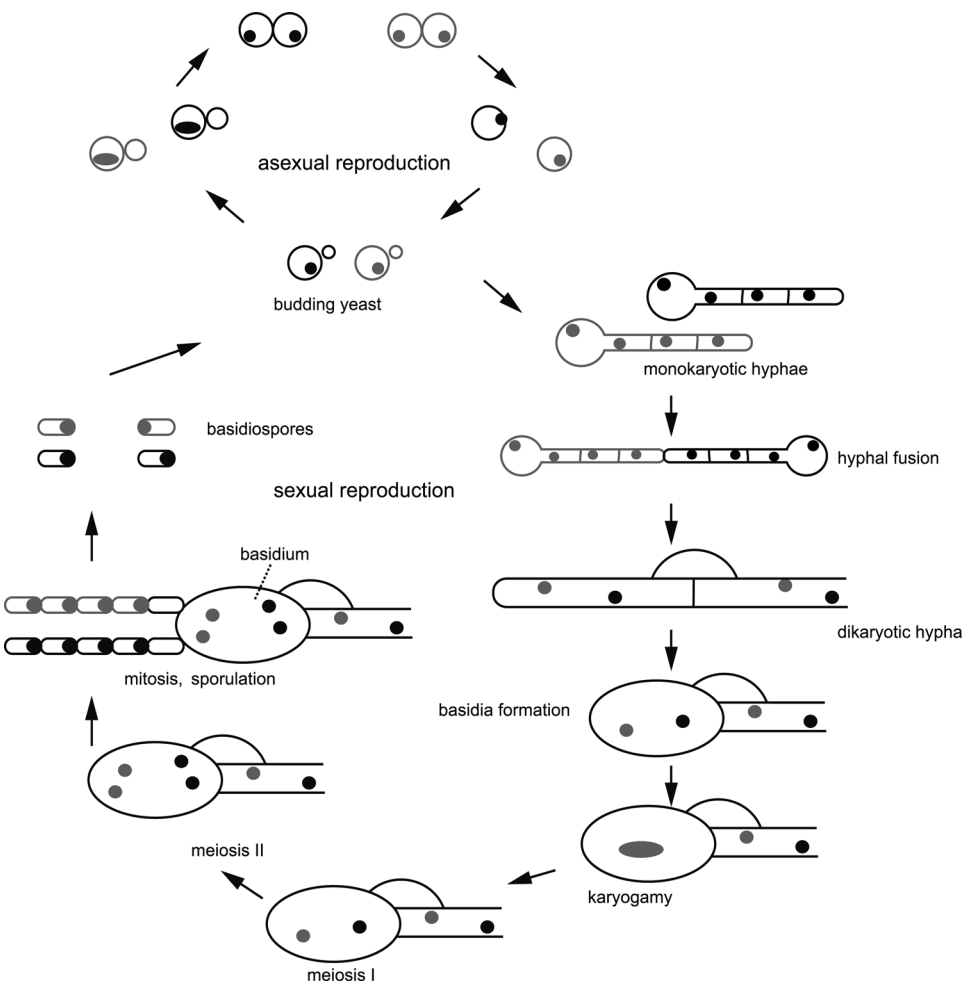 asexual reproduction
budding yeast
monokaryotic hyphae
basidiospores
hyphal fusion
sexual reproduction
basidium
dikaryotic hypha
mitosis, sporulation
basidia formation
meiosis II
karyogamy
meiosis I